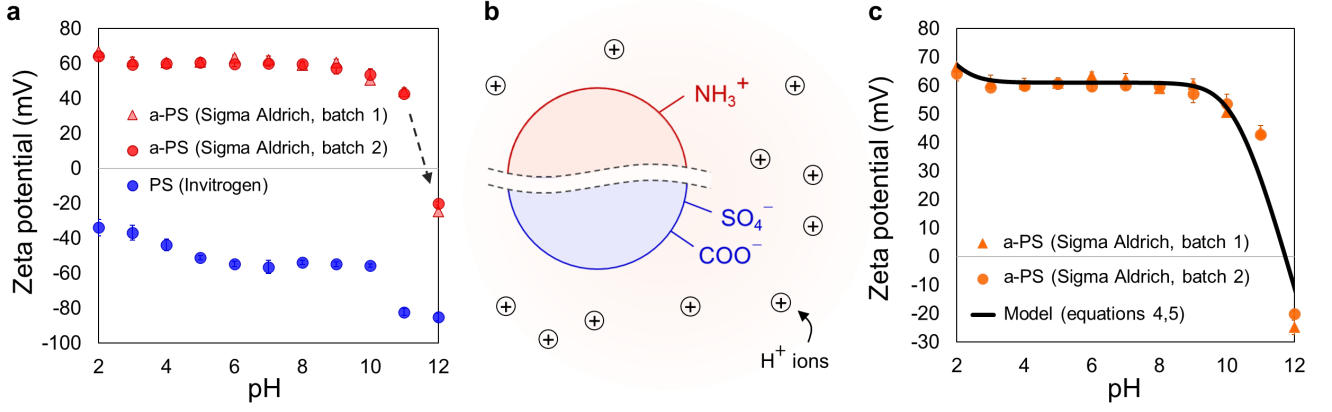 a
Zeta potential (mV)
80
60
40
20
0
-20
-40
-60
-80
-100
a-PS (Sigma Aldrich, batch 1)
a-PS (Sigma Aldrich, batch 2)
PS (Invitrogen)
2 4 6 8 10 12
pH
b
NH₃⁺
SO₄⁻
COO⁻
H⁺ ions
c
Zeta potential (mV)
80
70
60
50
40
30
20
10
0
-10
-20
-30
a-PS (Sigma Aldrich, batch 1)
a-PS (Sigma Aldrich, batch 2)
Model (equations 4,5)
2 4 6 8 10 12
pH